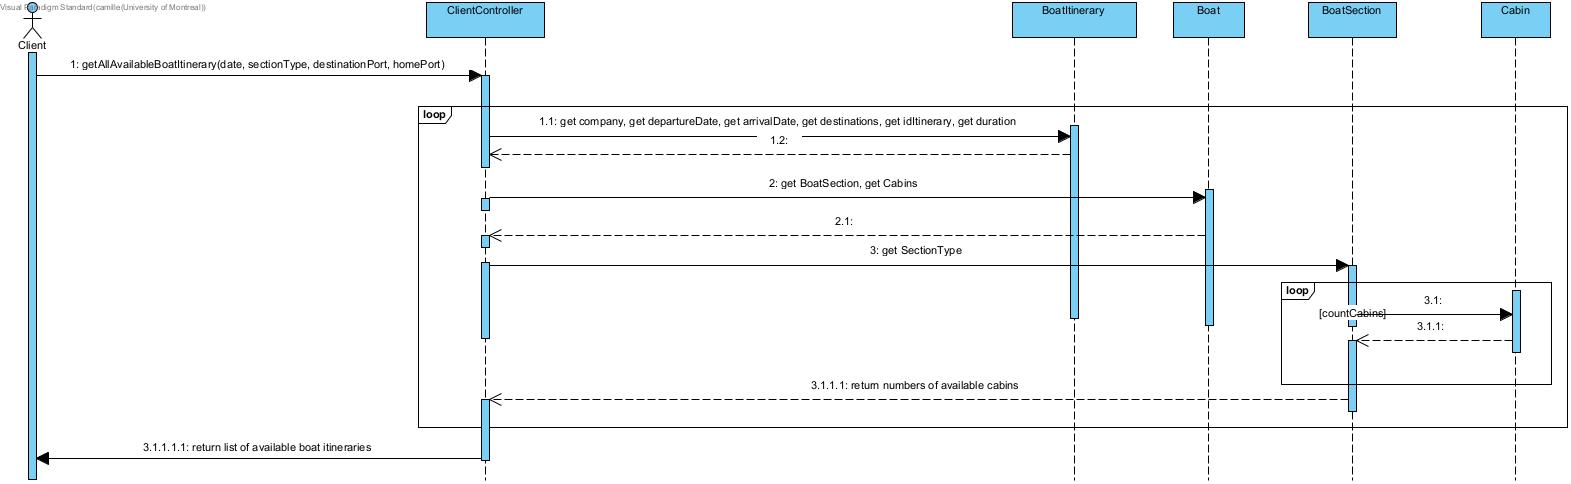 Visual Paradigm Standard(camille(University of Montreal))
ClientController
BoatItinerary
Boat
BoatSection
Cabin
Client
1: getAllAvailableBoatItinerary(date, sectionType, destinationPort, homePort)
loop
1.1: get company, get departureDate, get arrivalDate, get destinations, get idItinerary, get duration
1.2:
2: get BoatSection, get Cabins
2.1:
3: get SectionType
loop
3.1:
[countCabins]
3.1.1:
3.1.1.1: return numbers of available cabins
3.1.1.1.1: return list of available boat itineraries